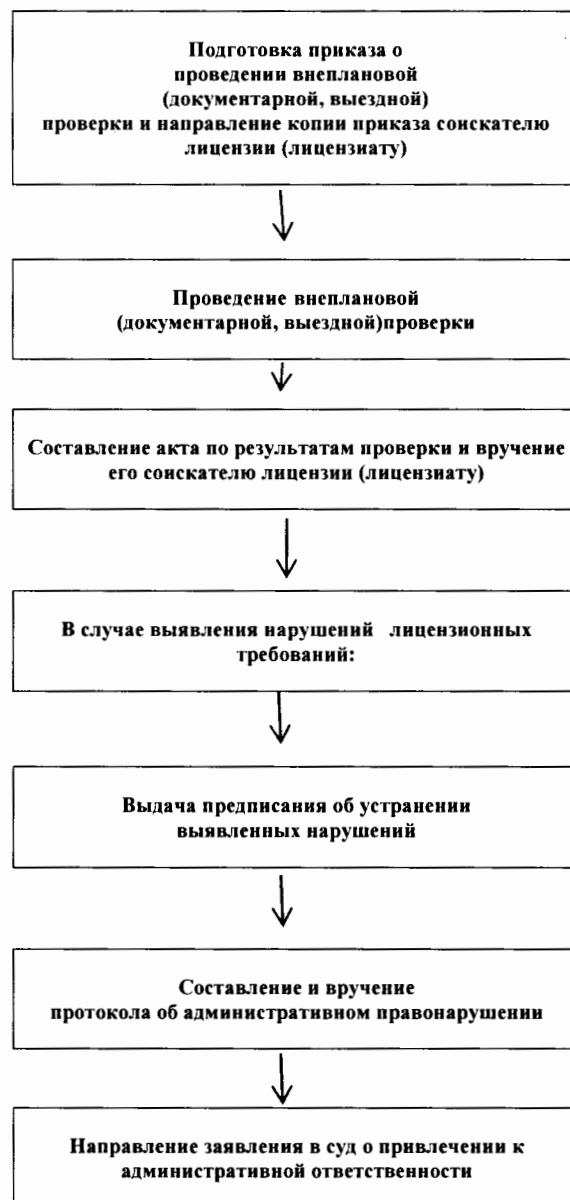 Подготовка приказа о
проведении внеплановой
(документарной, выездной)
проверки и направление копии приказа соискателю
лицензии (лицензиату)
Проведение внеплановой
(документарной, выездной)проверки
Составление акта по результатам проверки и вручение
его соискателю лицензии (лицензиату)
В случае выявления нарушений лицензионных
требований:
Выдача предписания об устранении
выявленных нарушений
Составление и вручение
протокола об административном правонарушении
Направление заявления в суд о привлечении к
административной ответственности